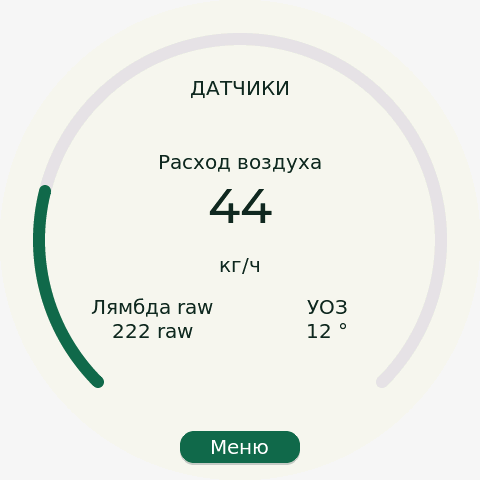 ДАТЧИКИ
Расход воздуха
44
кг/ч
Лямбда raw
УОЗ
222 raw
12 °
Меню